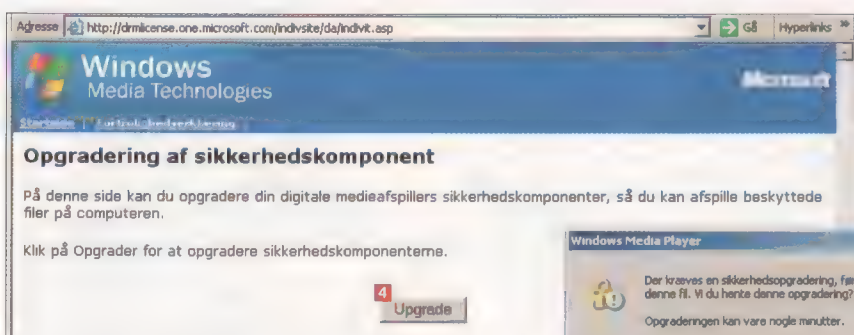 Adresse http://drmlicense.one.microsoft.com/indivsite/da/indivit.asp Gå Hyperlinks »
Windows
Media Technologies
Microsoft
Startside | Fortrolighedserklæring
Opgradering af sikkerhedskomponent
På denne side kan du opgradere din digitale medieafspillers sikkerhedskomponenter, så du kan afspille beskyttede
filer på computeren.
Klik på Opgrader for at opgradere sikkerhedskomponenterne.
4
Upgrade
Windows Media Player
Der kræves en sikkerhedsopgradering, før
denne fil. Vil du hente denne opgradering?
Opgraderingen kan vare nogle minutter.